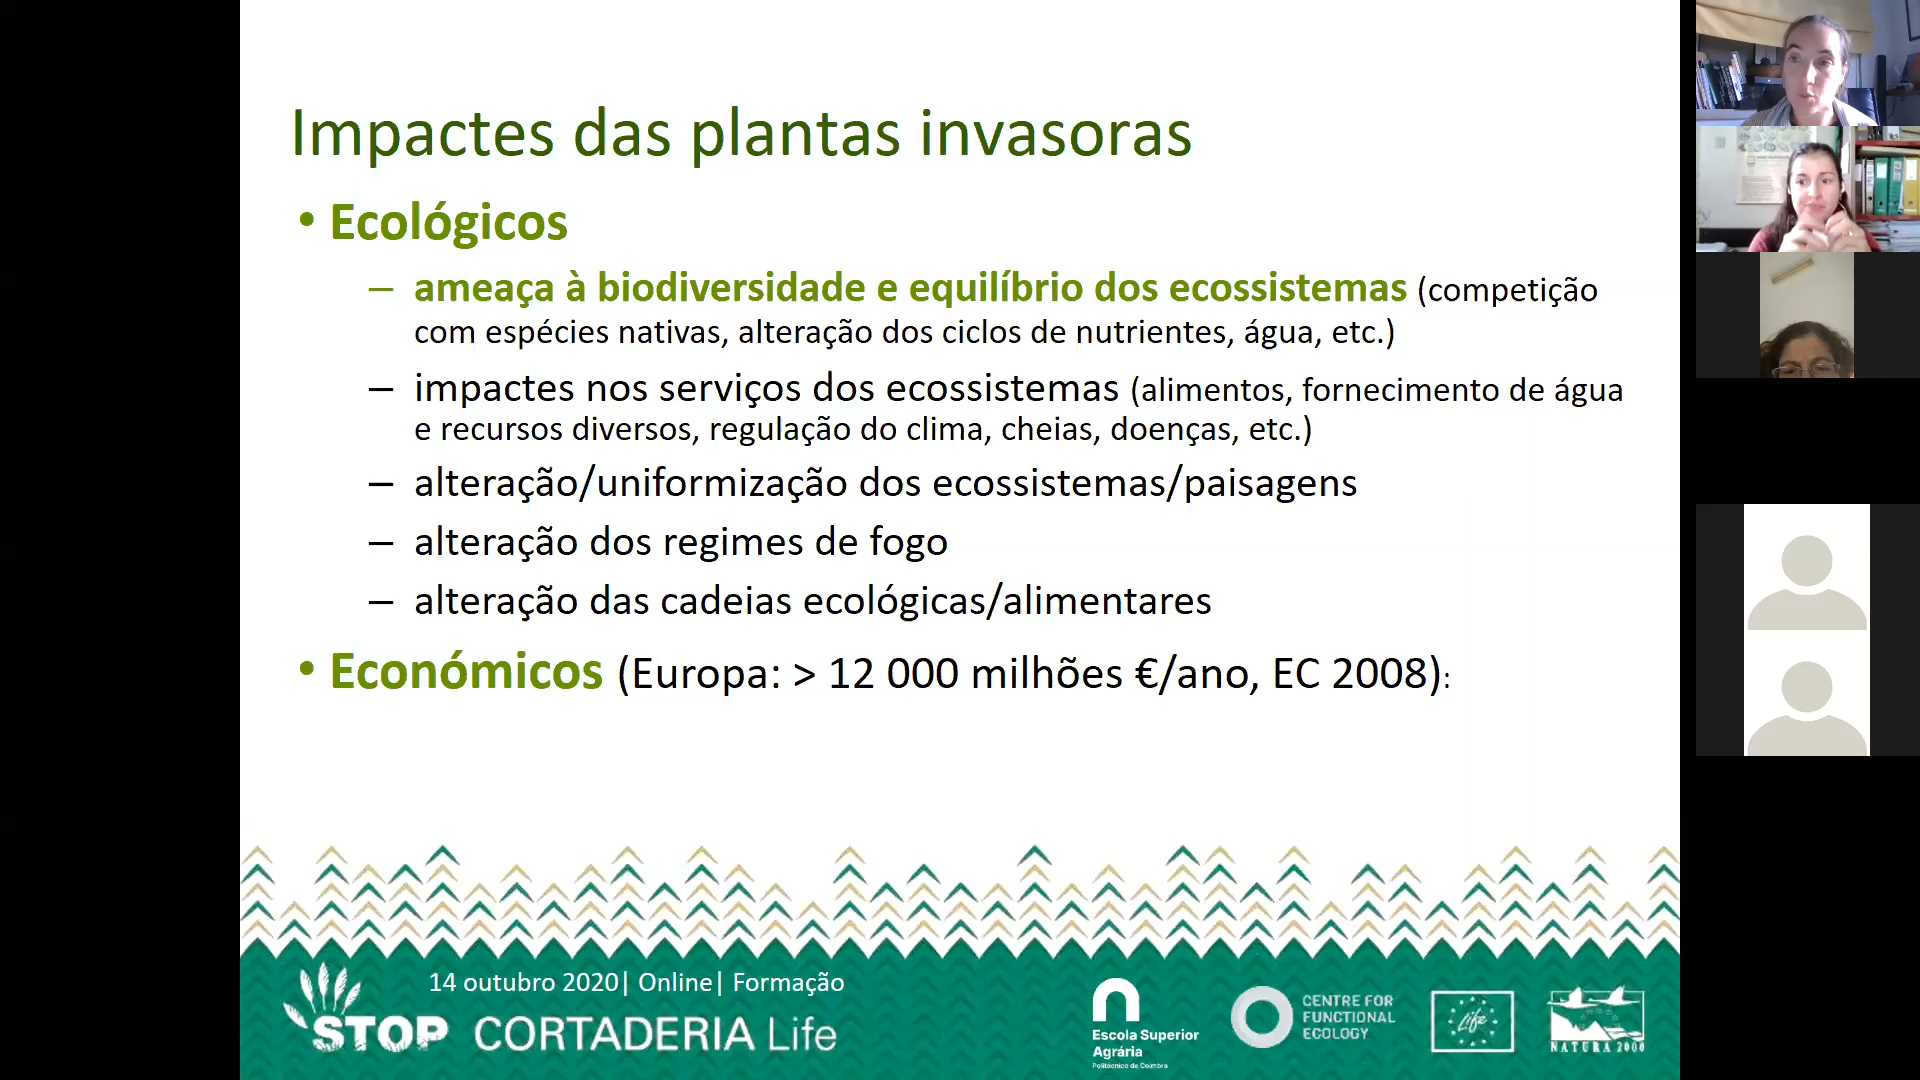 Impactes das plantas invasoras
• Ecológicos
– ameaça à biodiversidade e equilíbrio dos ecossistemas (competição
com espécies nativas, alteração dos ciclos de nutrientes, água, etc.)
– impactes nos serviços dos ecossistemas (alimentos, fornecimento de água
e recursos diversos, regulação do clima, cheias, doenças, etc.)
– alteração/uniformização dos ecossistemas/paisagens
– alteração dos regimes de fogo
– alteração das cadeias ecológicas/alimentares
• Económicos (Europa: > 12 000 milhões €/ano, EC 2008):
14 outubro 2020| Online| Formação
STOP CORTADERIA Life
Escola Superior
Agrária
Politécnico de Coimbra
CENTRE FOR
FUNCTIONAL
ECOLOGY
Life
NATURA 2000